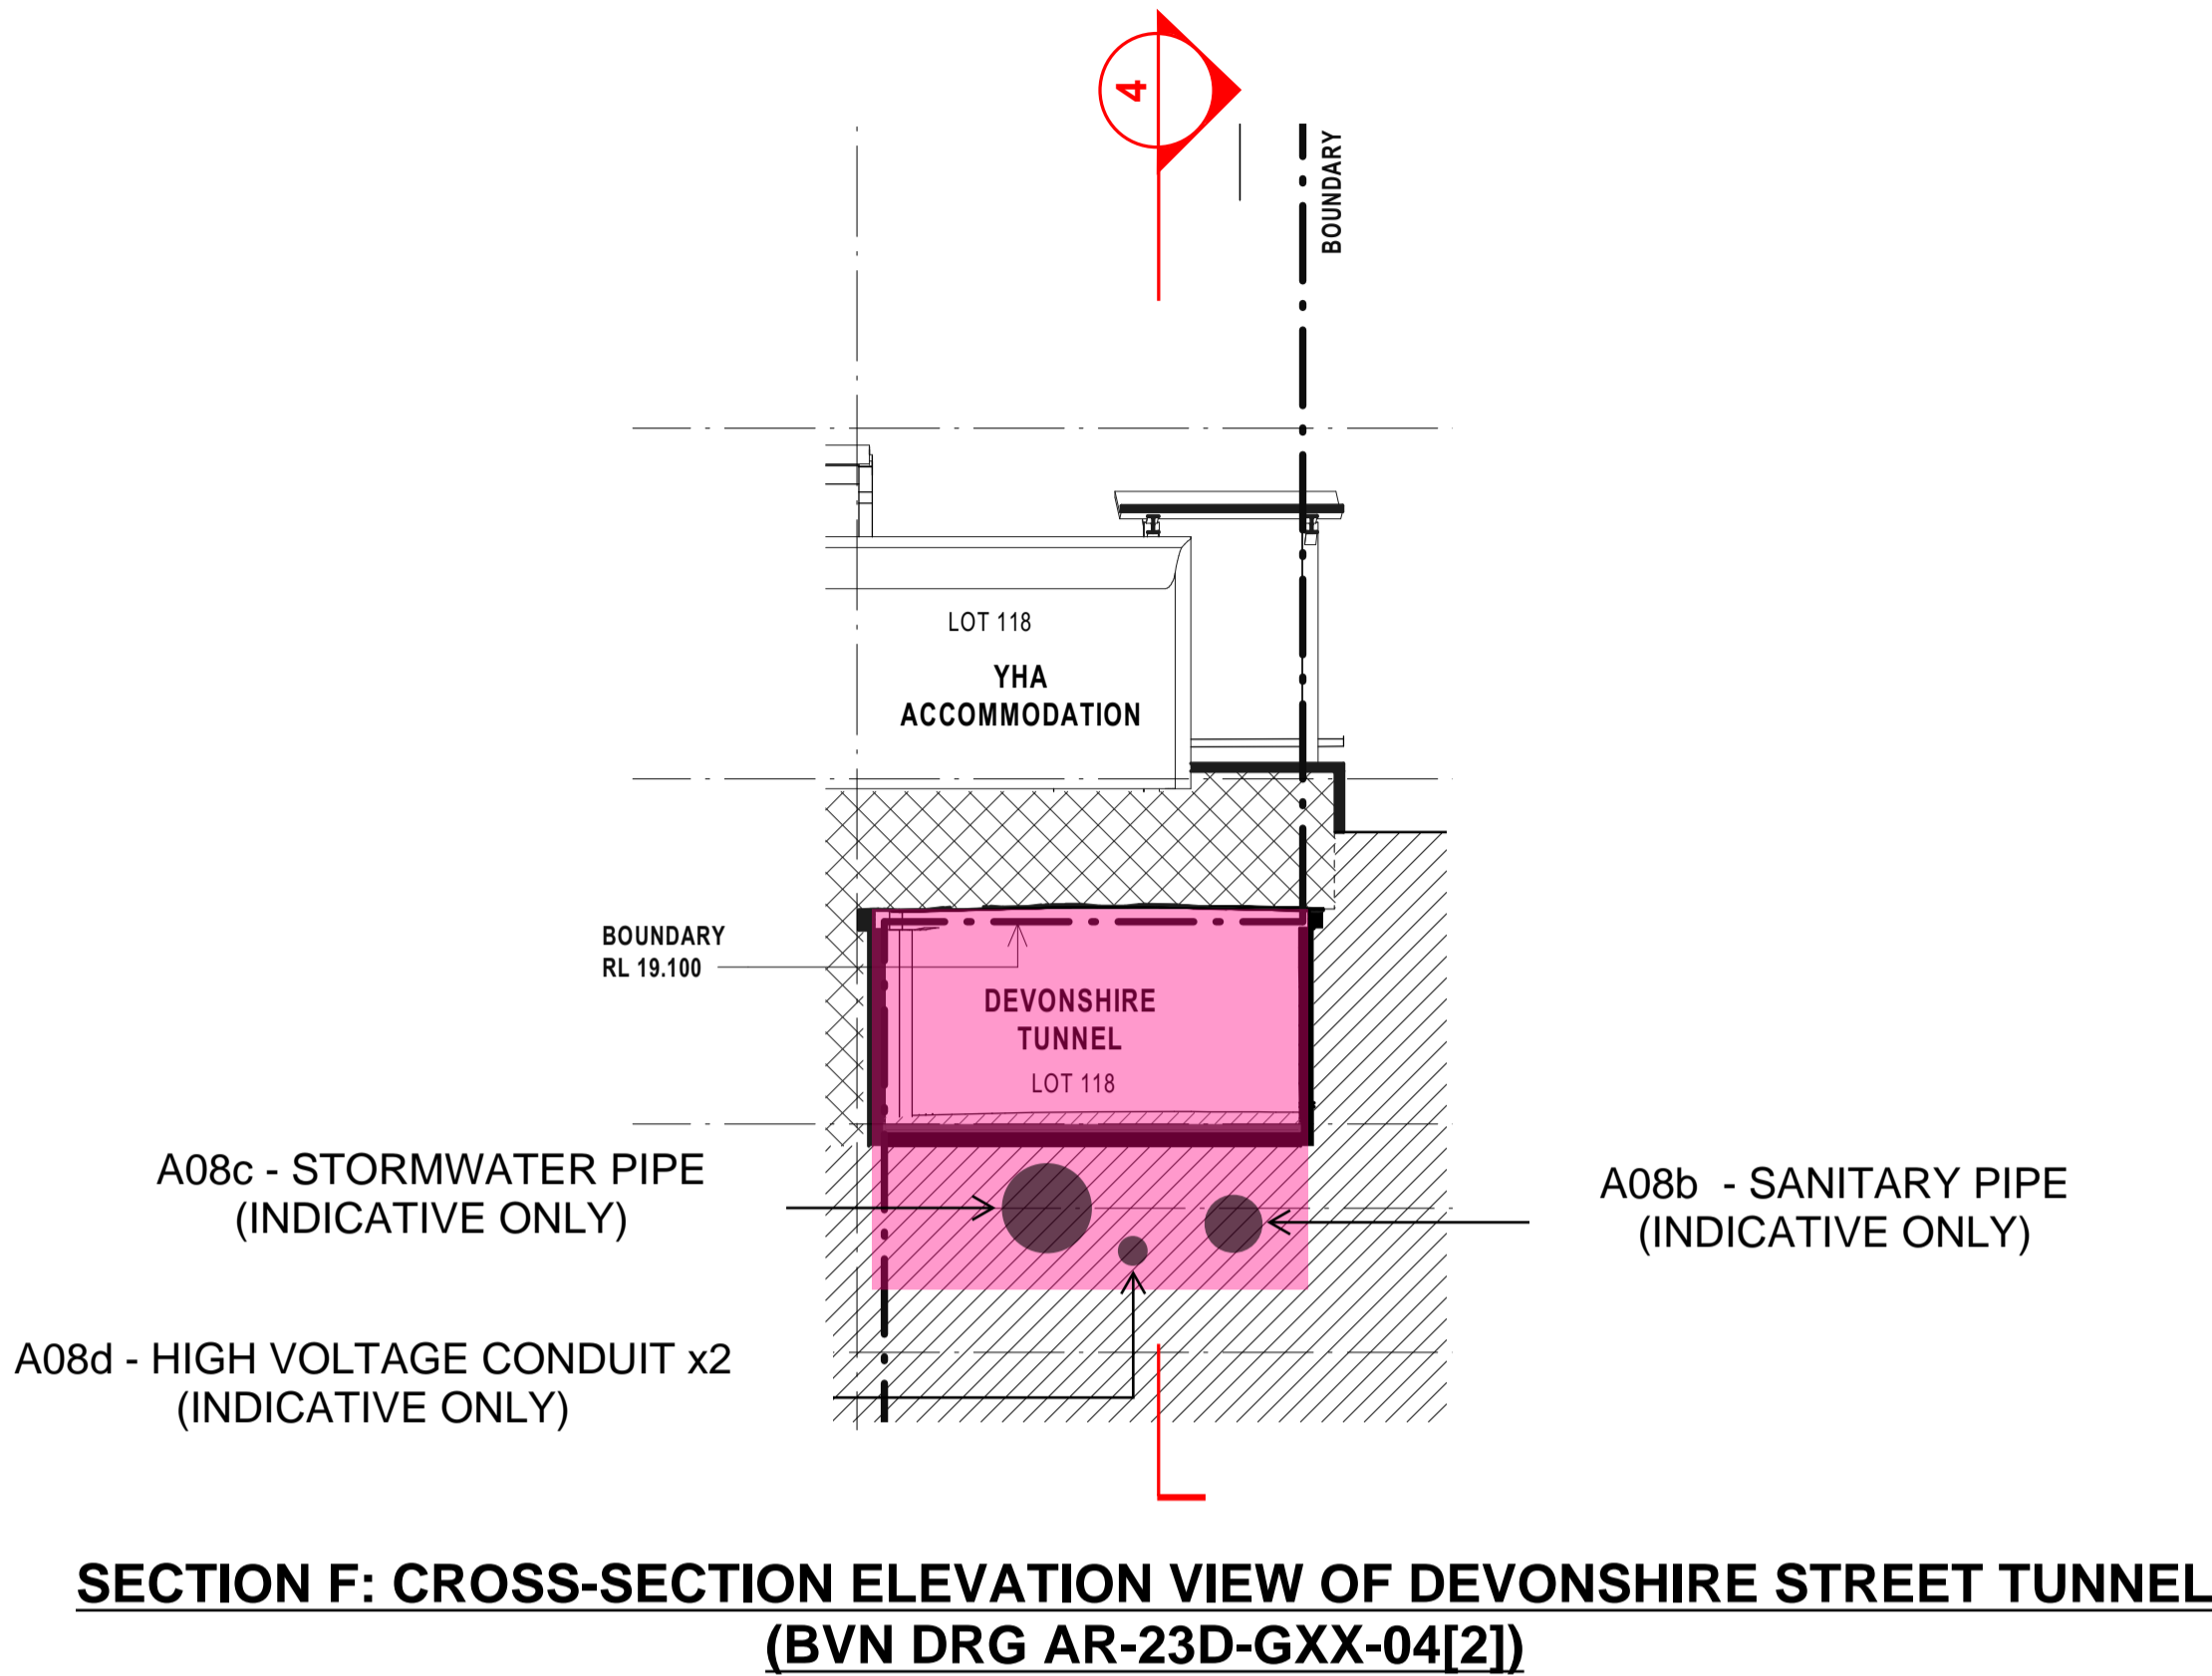 4
BOUNDARY
LOT 118
YHA
ACCOMMODATION
BOUNDARY
RL 19.100
DEVONSHIRE
TUNNEL
LOT 118
A08c - STORMWATER PIPE
(INDICATIVE ONLY)
A08b - SANITARY PIPE
(INDICATIVE ONLY)
A08d - HIGH VOLTAGE CONDUIT x2
(INDICATIVE ONLY)
SECTION F: CROSS-SECTION ELEVATION VIEW OF DEVONSHIRE STREET TUNNEL
(BVN DRG AR-23D-GXX-04[2])